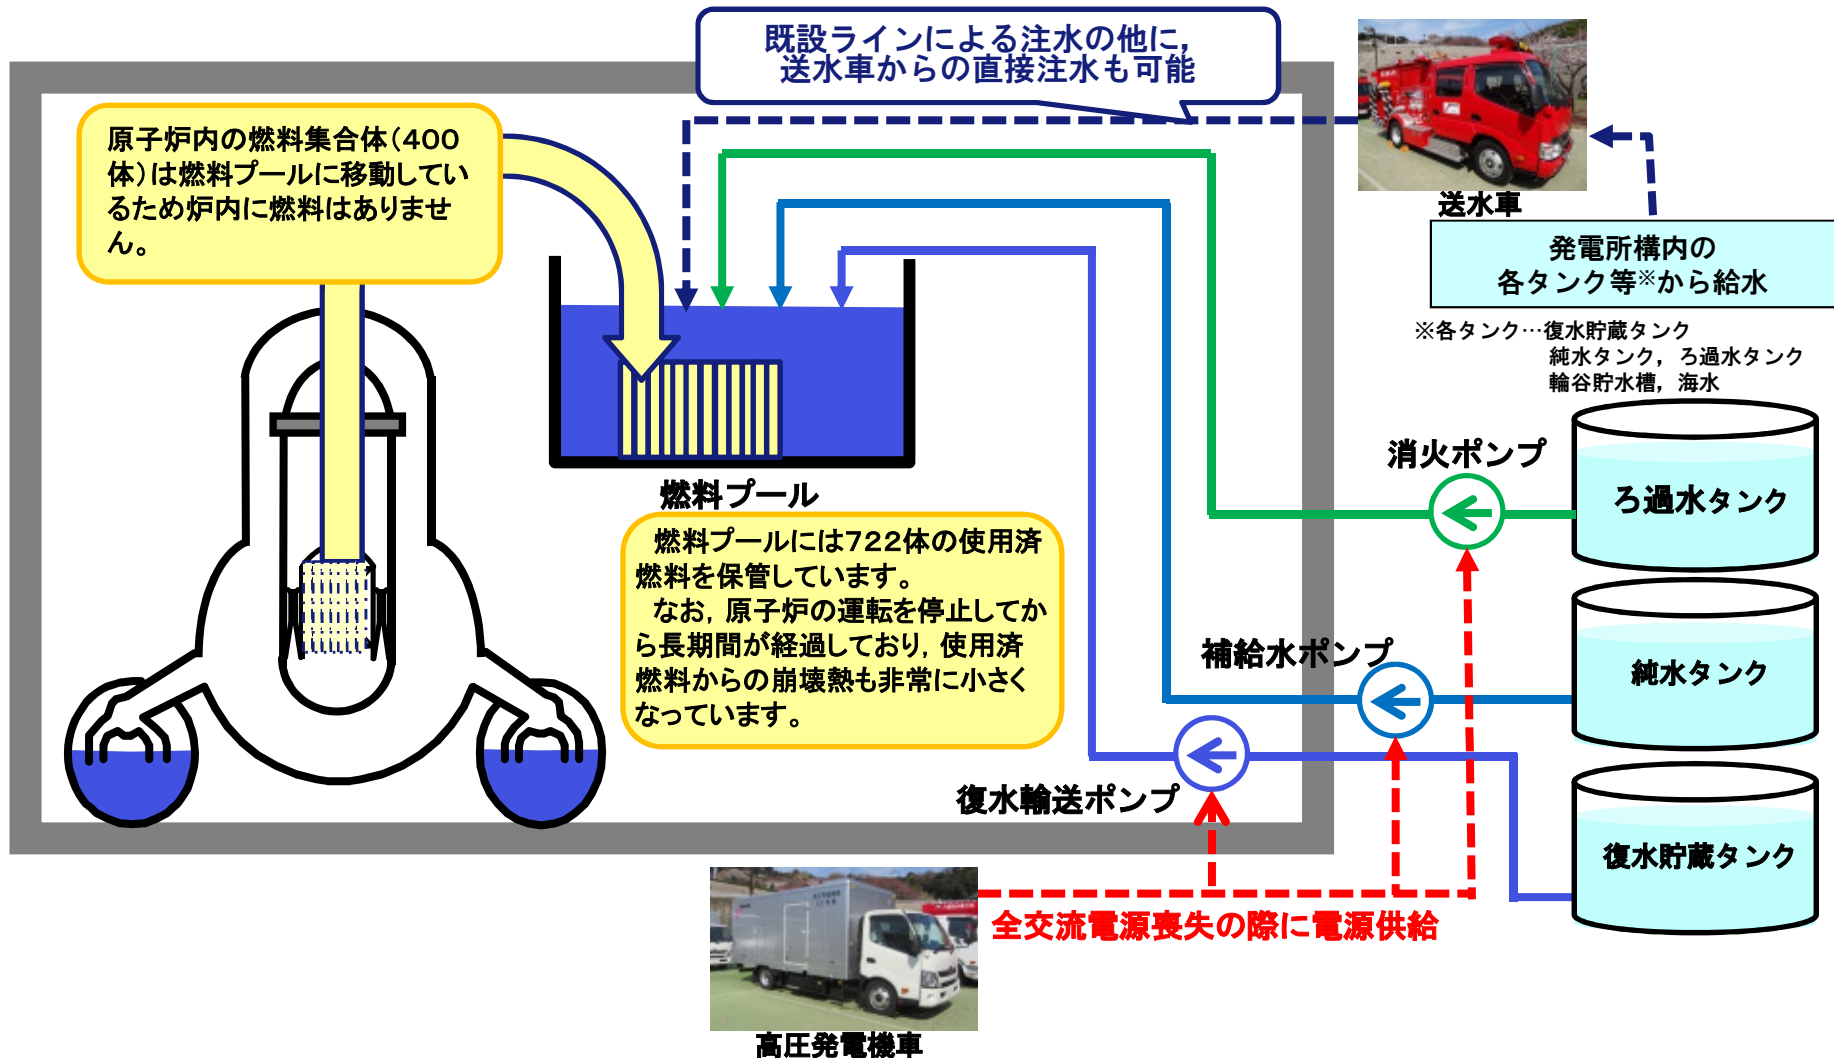 既設ラインによる注水の他に，
送水車からの直接注水も可能
原子炉内の燃料集合体（４００
体）は燃料プールに移動してい
るため炉内に燃料はありませ
ん。
送水車
発電所構内の
各タンク等※から給水
※各タンク…復水貯蔵タンク
純水タンク，ろ過水タンク
輪谷貯水槽，海水
消火ポンプ
ろ過水タンク
燃料プール
燃料プールには７２２体の使用済
燃料を保管しています。
なお，原子炉の運転を停止してか
ら長期間が経過しており，使用済
燃料からの崩壊熱も非常に小さく
なっています。
補給水ポンプ
純水タンク
復水輸送ポンプ
復水貯蔵タンク
全交流電源喪失の際に電源供給
高圧発電機車